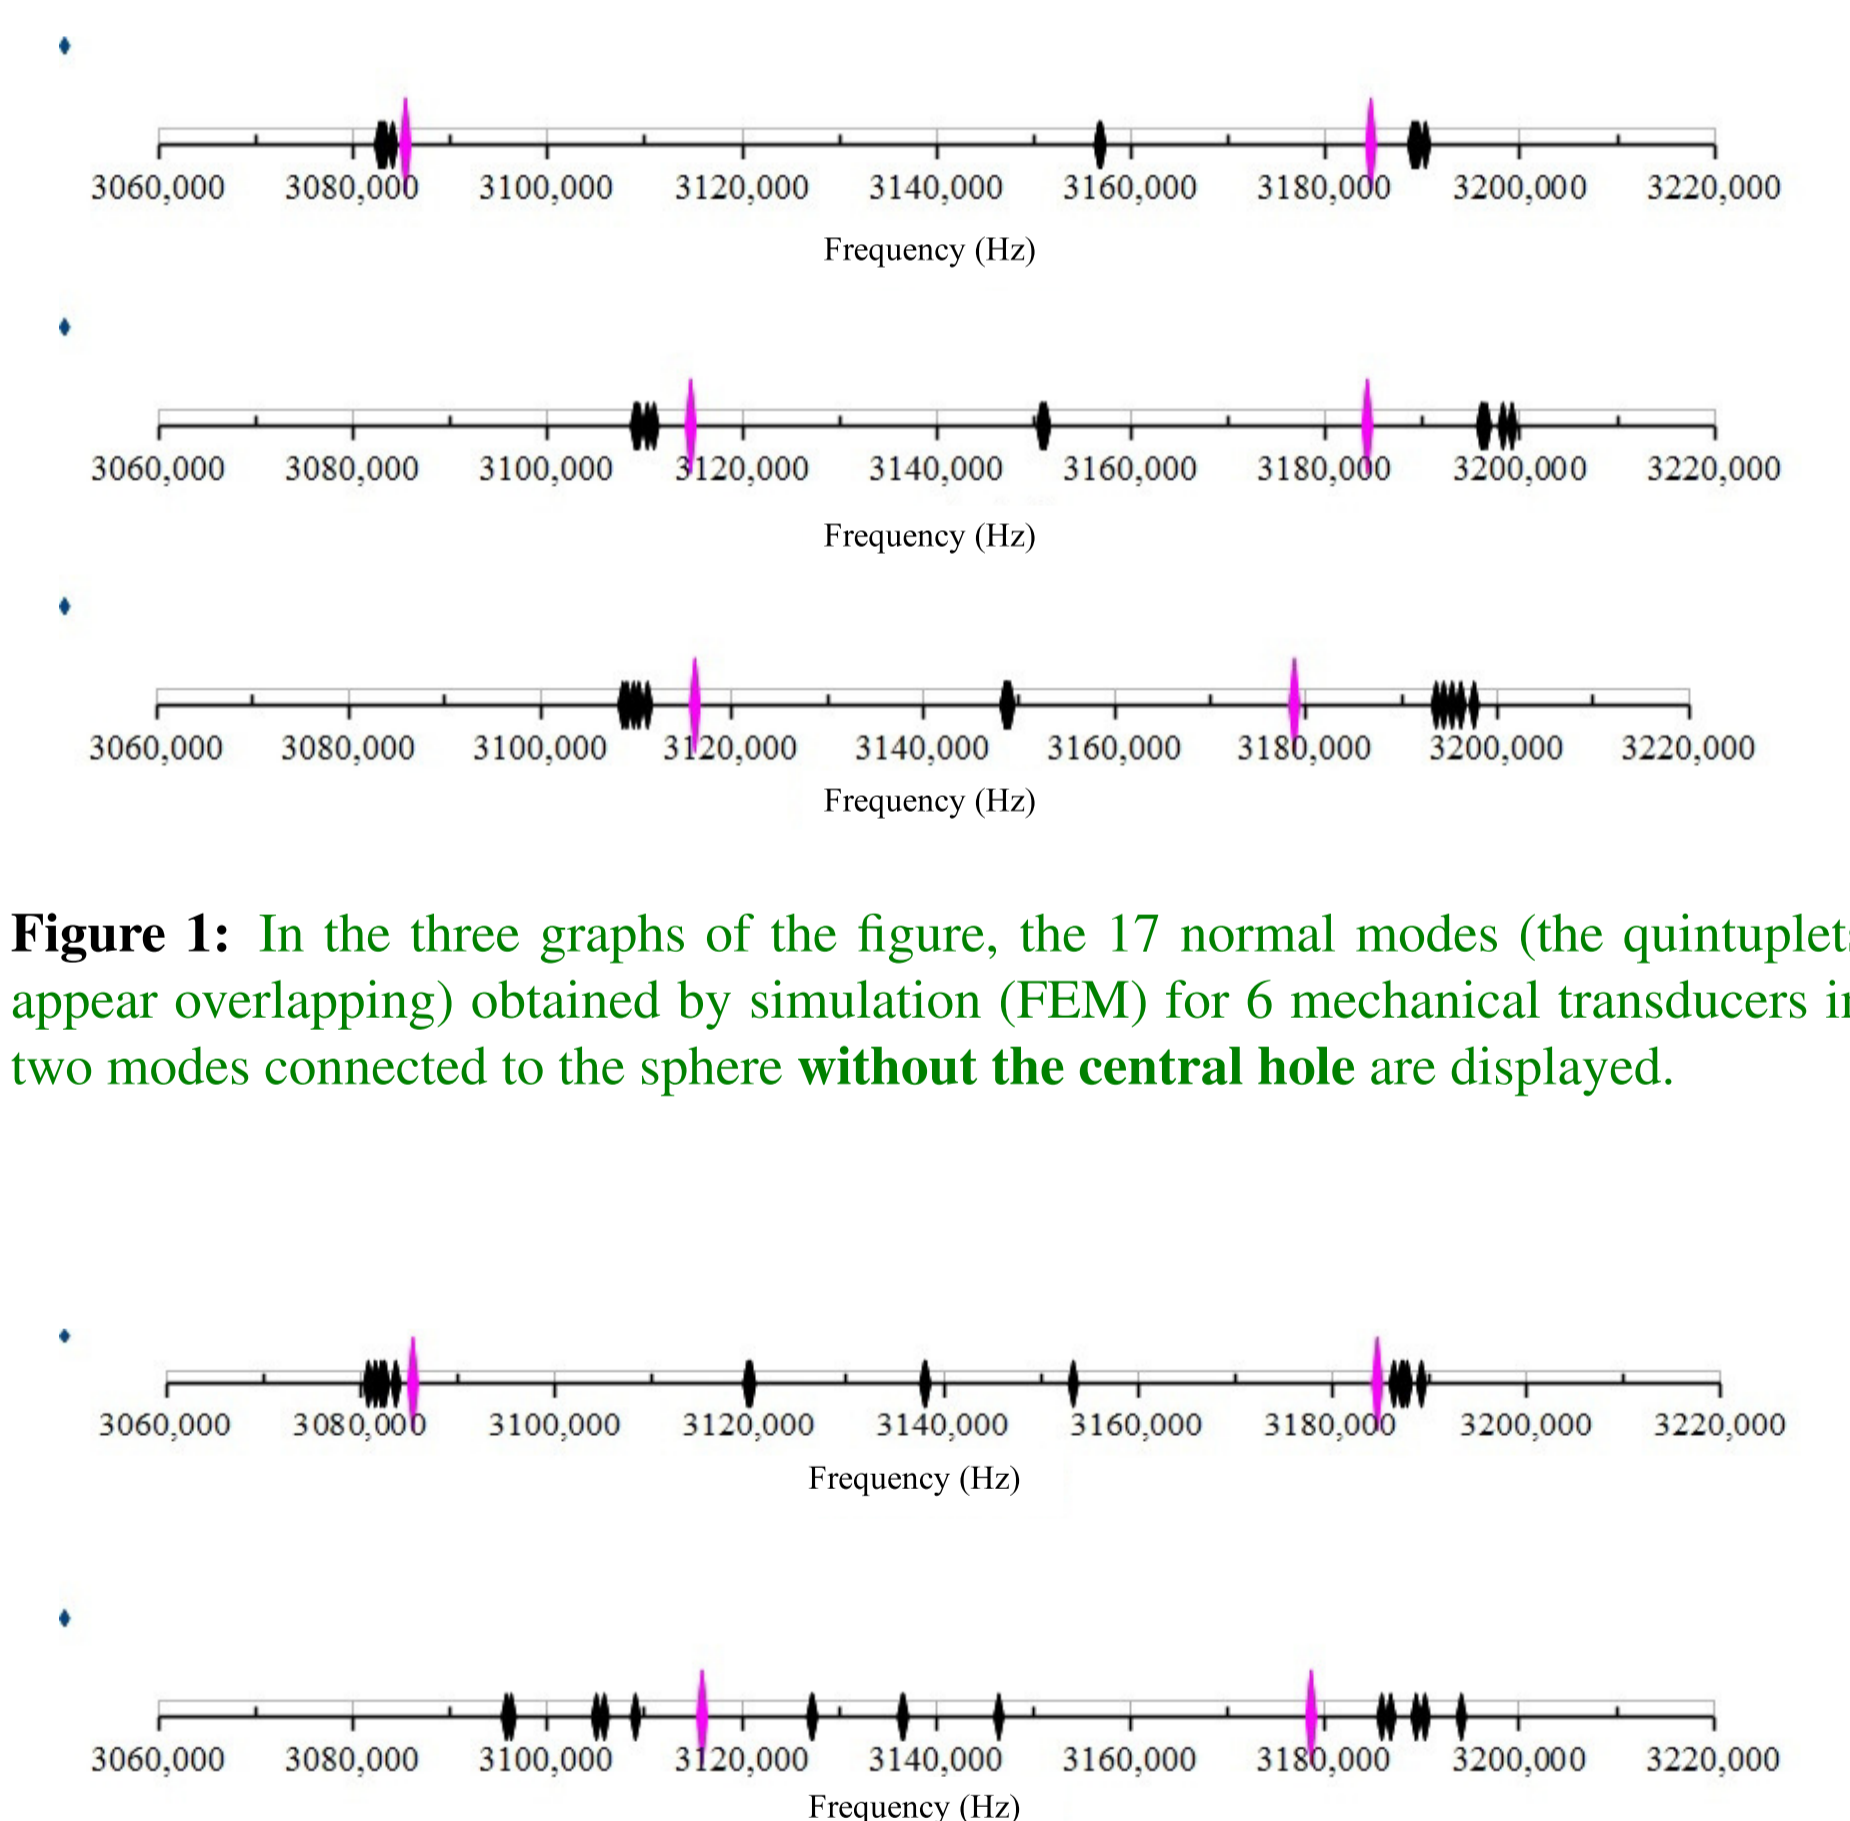 3060,000 3080,000 3100,000 3120,000 3140,000 3160,000 3180,000 3200,000 3220,000
Frequency (Hz)
3060,000 3080,000 3100,000 3120,000 3140,000 3160,000 3180,000 3200,000 3220,000
Frequency (Hz)
3060,000 3080,000 3100,000 3120,000 3140,000 3160,000 3180,000 3200,000 3220,000
Frequency (Hz)
Figure 1: In the three graphs of the figure, the 17 normal modes (the quintuplets
appear overlapping) obtained by simulation (FEM) for 6 mechanical transducers in
two modes connected to the sphere without the central hole are displayed.
3060,000 3080,000 3100,000 3120,000 3140,000 3160,000 3180,000 3200,000 3220,000
Frequency (Hz)
3060,000 3080,000 3100,000 3120,000 3140,000 3160,000 3180,000 3200,000 3220,000
Frequency (Hz)